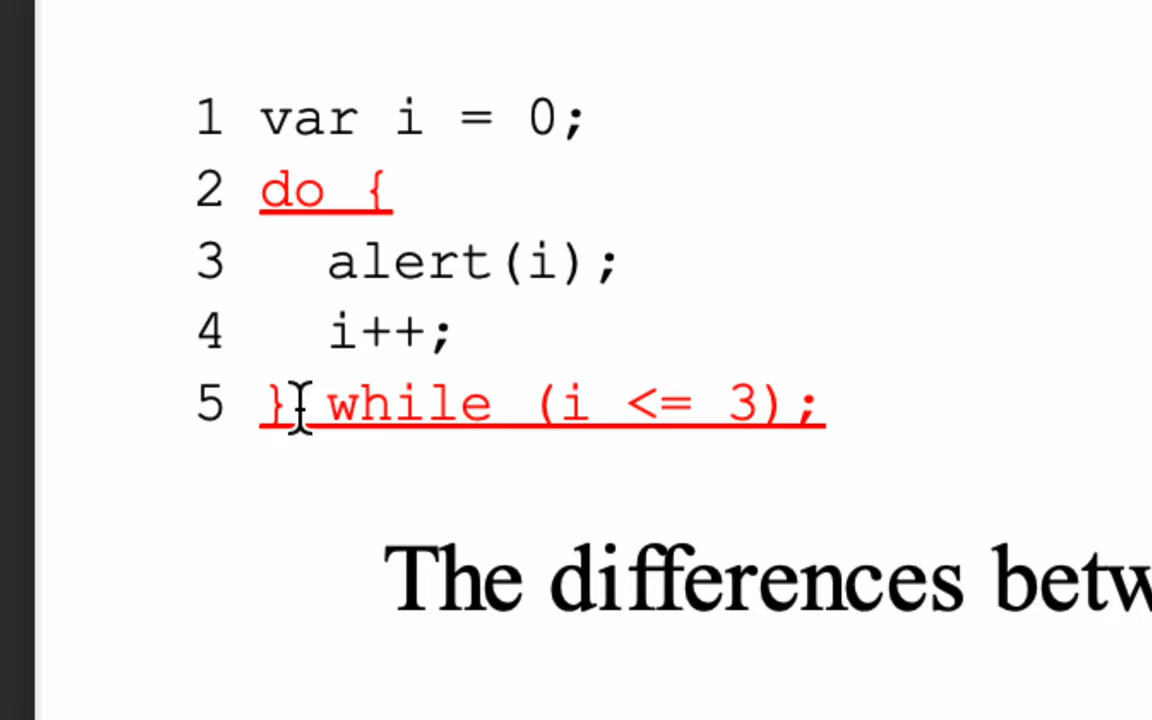 1 var i = 0;
2 do {
3   alert(i);
4   i++;
5 } while (i <= 3);
The differences betw